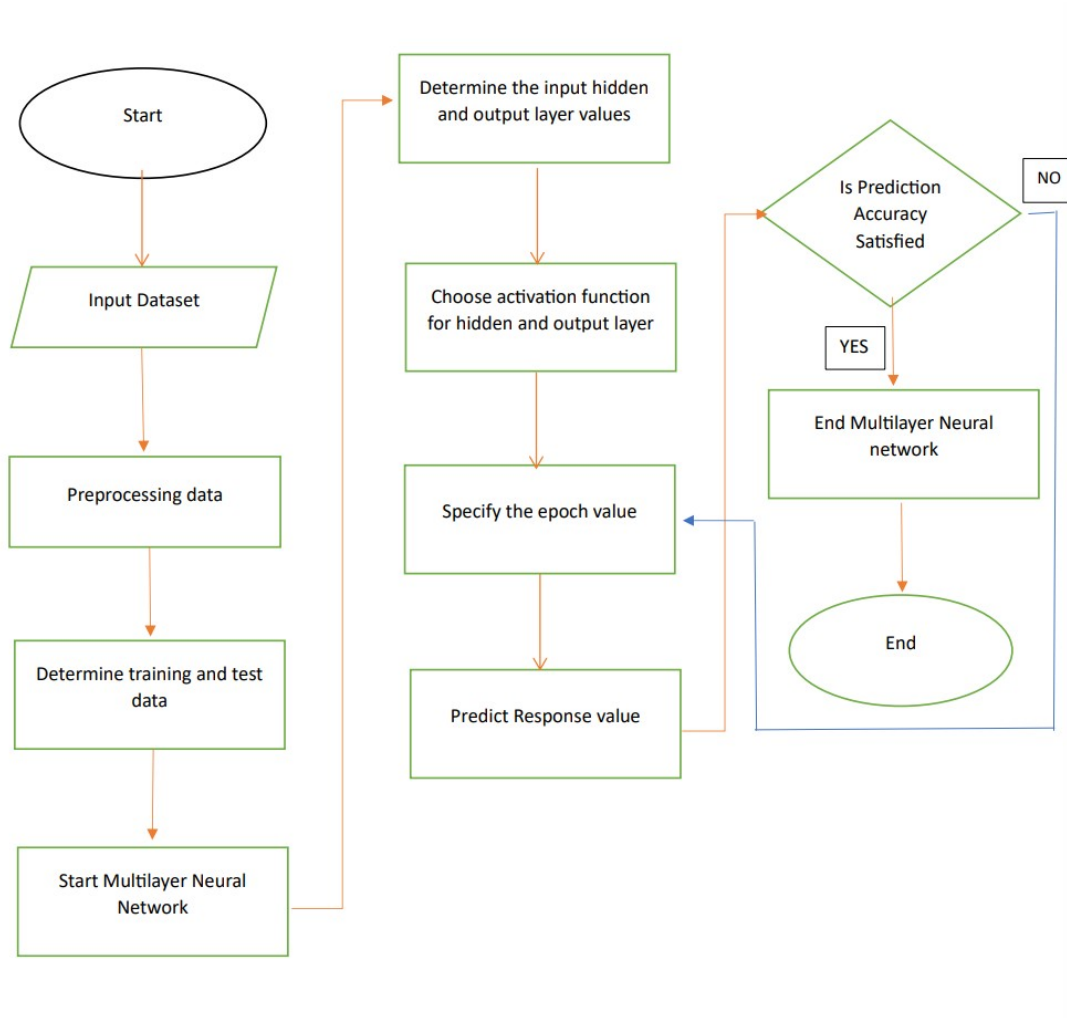 Start
Input Dataset
Preprocessing data
Determine training and test
data
Start Multilayer Neural
Network
Determine the input hidden
and output layer values
Choose activation function
for hidden and output layer
Specify the epoch value
Predict Response value
Is Prediction
Accuracy
Satisfied
NO
YES
End Multilayer Neural
network
End